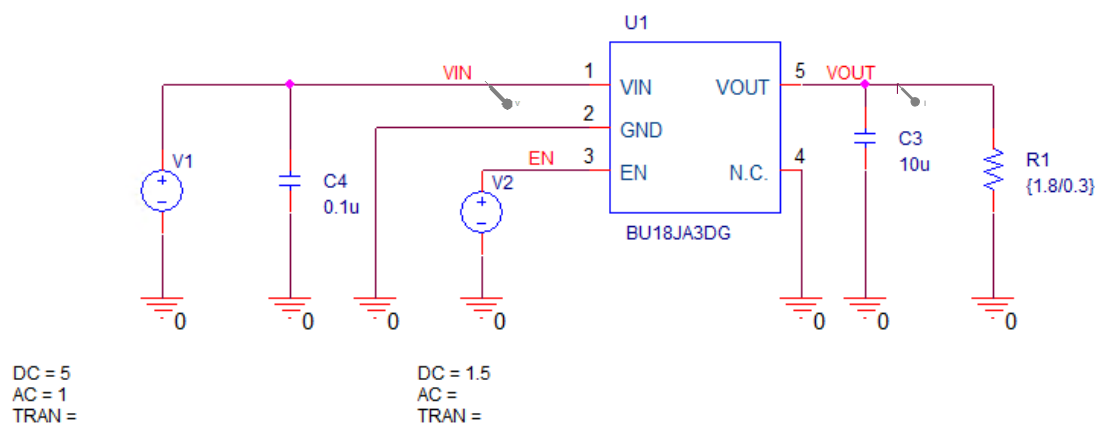 U1
VIN
1
VIN
VOUT
5
VOUT
2
GND
C3
10u
V1
EN
3
EN
N.C.
4
R1
{1.8/0.3}
C4
0.1u
V2
BU18JA3DG
0
0
0
0
0
0
0
DC = 5
AC = 1
TRAN =
DC = 1.5
AC =
TRAN =